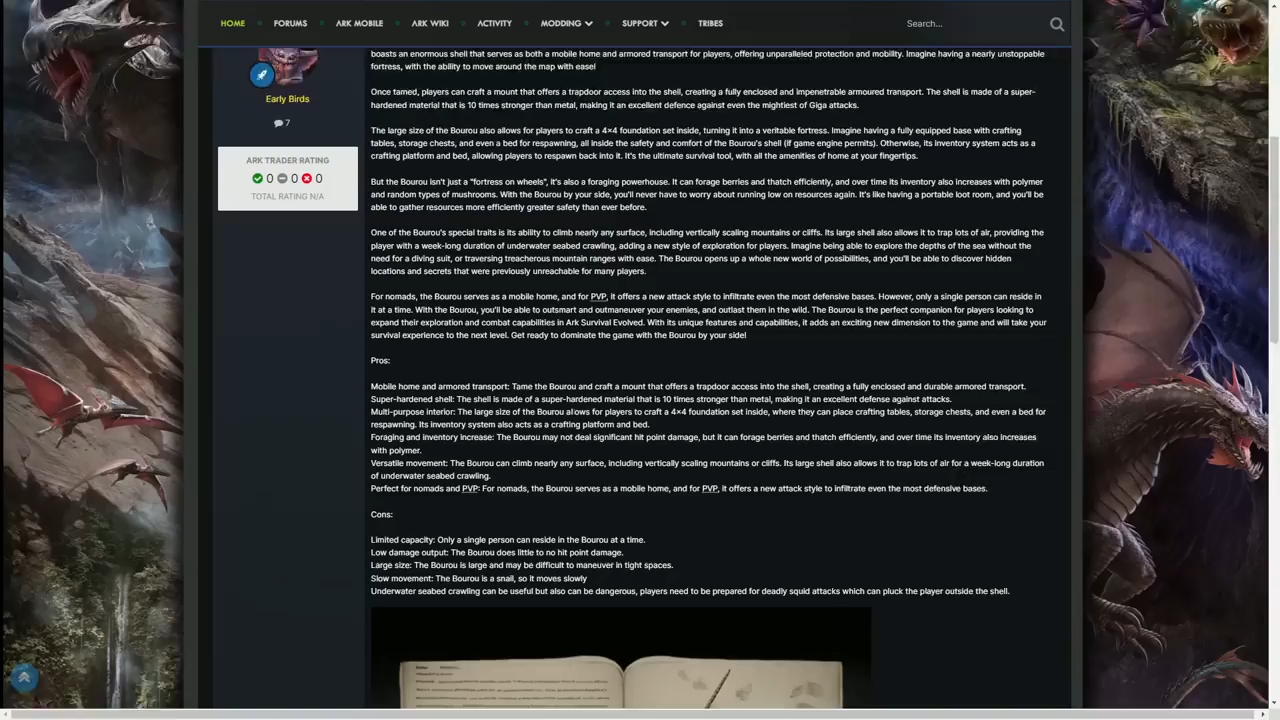 HOME FORUMS ARK MOBILE ARK WIKI ACTIVITY MODDING SUPPORT TRIBES Search...
boasts an enormous shell that serves as both a mobile home and armored transport for players, offering unparalleled protection and mobility. Imagine having a nearly unstoppable
fortress, with the ability to move around the map with ease!
Early Birds
7
ARK TRADER RATING
0 0 0
TOTAL RATING N/A
Once tamed, players can craft a mount that offers a trapdoor access into the shell, creating a fully enclosed and impenetrable armoured transport. The shell is made of a super-
hardened material that is 10 times stronger than metal, making it an excellent defence against even the mightiest of Giga attacks.
The large size of the Bourou also allows for players to craft a 4×4 foundation set inside, turning it into a veritable fortress. Imagine having a fully equipped base with crafting
tables, storage chests, and even a bed for respawning, all inside the safety and comfort of the Bourou's shell (if game engine permits). Otherwise, its inventory system acts as a
crafting platform and bed, allowing players to respawn back into it. It's the ultimate survival tool, with all the amenities of home at your fingertips.
But the Bourou isn't just a "fortress on wheels", it's also a foraging powerhouse. It can forage berries and thatch efficiently, and over time its inventory also increases with polymer
and random types of mushrooms. With the Bourou by your side, you'll never have to worry about running low on resources again. It's like having a portable loot room, and you'll be
able to gather resources more efficiently greater safety than ever before.
One of the Bourou's special traits is its ability to climb nearly any surface, including vertically scaling mountains or cliffs. Its large shell also allows it to trap lots of air, providing the
player with a week-long duration of underwater seabed crawling, adding a new style of exploration for players. Imagine being able to explore the depths of the sea without the
need for a diving suit, or traversing treacherous mountain ranges with ease. The Bourou opens up a whole new world of possibilities, and you'll be able to discover hidden
locations and secrets that were previously unreachable for many players.
For nomads, the Bourou serves as a mobile home, and for PVP, it offers a new attack style to infiltrate even the most defensive bases. However, only a single person can reside in
it at a time. With the Bourou, you'll be able to outsmart and outmaneuver your enemies, and outlast them in the wild. The Bourou is the perfect companion for players looking to
expand their exploration and combat capabilities in Ark Survival Evolved. With its unique features and capabilities, it adds an exciting new dimension to the game and will take your
survival experience to the next level. Get ready to dominate the game with the Bourou by your side!
Pros:
Mobile home and armored transport: Tame the Bourou and craft a mount that offers a trapdoor access into the shell, creating a fully enclosed and durable armored transport.
Super-hardened shell: The shell is made of a super-hardened material that is 10 times stronger than metal, making it an excellent defense against attacks.
Multi-purpose interior: The large size of the Bourou allows for players to craft a 4×4 foundation set inside, where they can place crafting tables, storage chests, and even a bed for
respawning. Its inventory system also acts as a crafting platform and bed.
Foraging and inventory increase: The Bourou may not deal significant hit point damage, but it can forage berries and thatch efficiently, and over time its inventory also increases
with polymer.
Versatile movement: The Bourou can climb nearly any surface, including vertically scaling mountains or cliffs. Its large shell also allows it to trap lots of air for a week-long duration
of underwater seabed crawling.
Perfect for nomads and PVP: For nomads, the Bourou serves as a mobile home, and for PVP, it offers a new attack style to infiltrate even the most defensive bases.
Cons:
Limited capacity: Only a single person can reside in the Bourou at a time.
Low damage output: The Bourou does little to no hit point damage.
Large size: The Bourou is large and may be difficult to maneuver in tight spaces.
Slow movement: The Bourou is a snail, so it moves slowly
Underwater seabed crawling can be useful but also can be dangerous, players need to be prepared for deadly squid attacks which can pluck the player outside the shell.